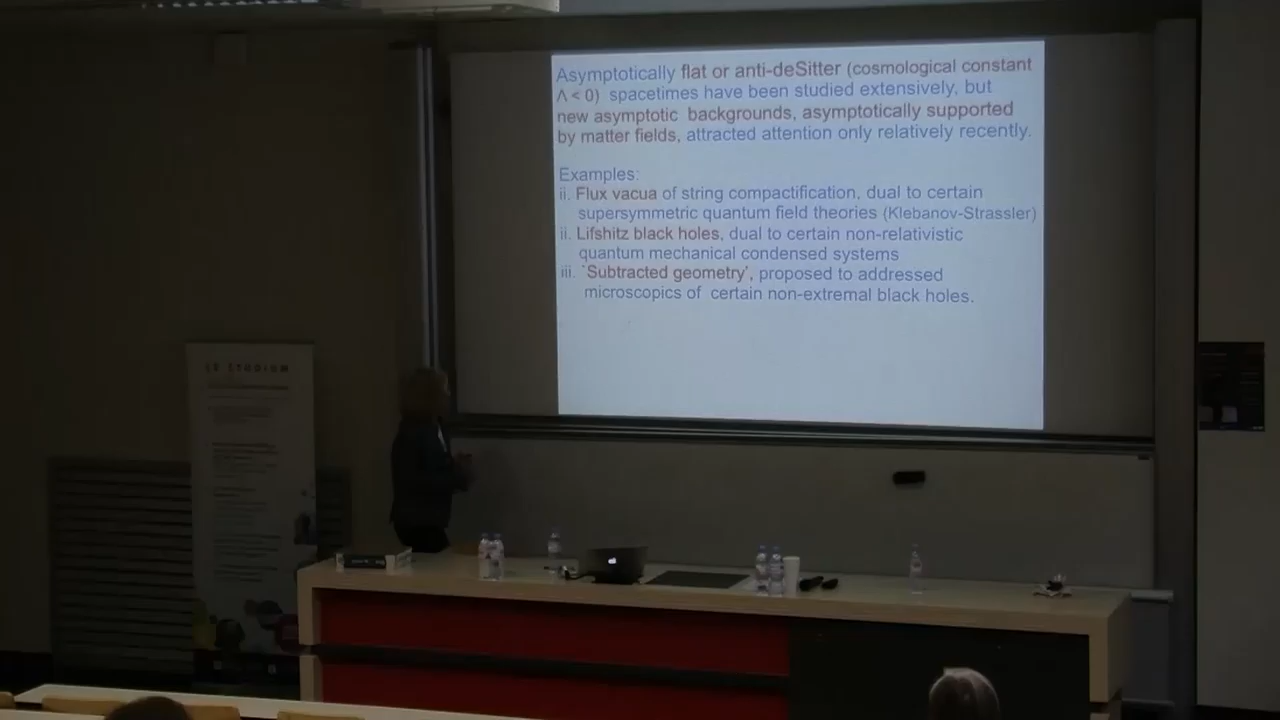 Asymptotically flat or anti-deSitter (cosmological constant
Λ < 0) spacetimes have been studied extensively, but
new asymptotic backgrounds, asymptotically supported
by matter fields, attracted attention only relatively recently.
Examples:
ii. Flux vacua of string compactification, dual to certain
supersymmetric quantum field theories (Klebanov-Strassler)
ii. Lifshitz black holes, dual to certain non-relativistic
quantum mechanical condensed systems
iii. `Subtracted geometry', proposed to addressed
microscopics of certain non-extremal black holes.
LE STUDIUM